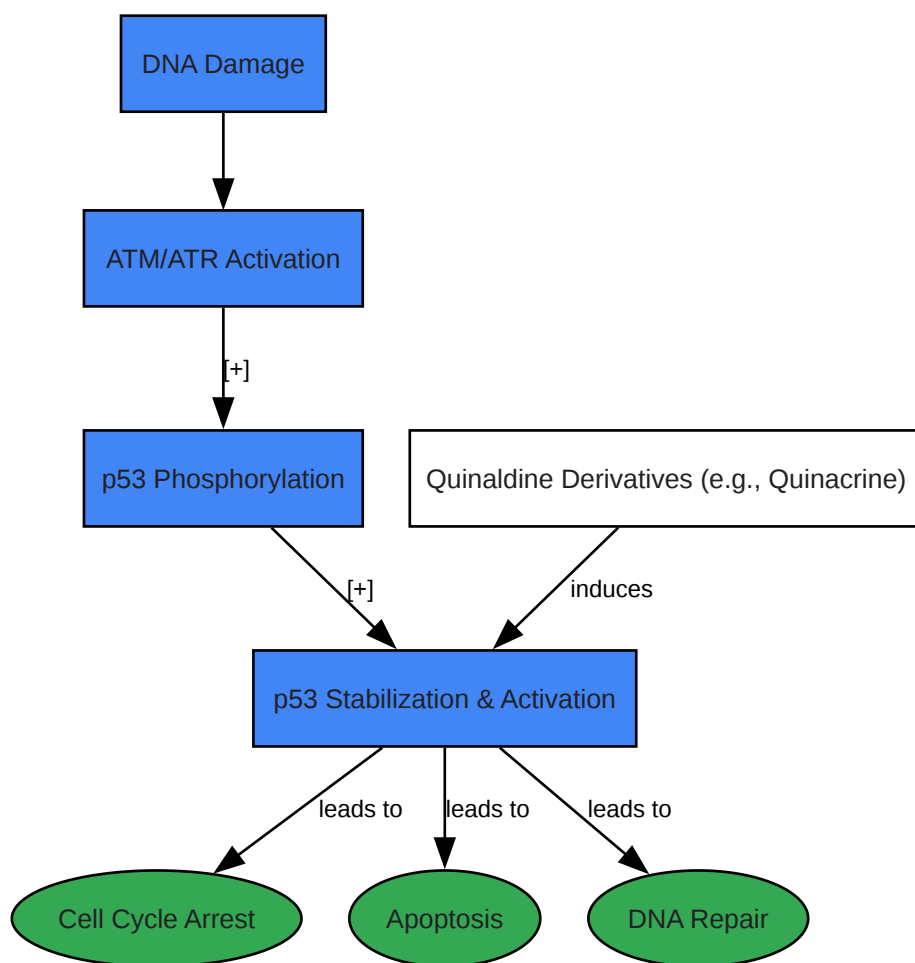 DNA Damage
ATM/ATR Activation
[+]
p53 Phosphorylation
Quinaldine Derivatives (e.g., Quinacrine)
[+]
induces
p53 Stabilization & Activation
leads to
leads to
leads to
Cell Cycle Arrest
Apoptosis
DNA Repair